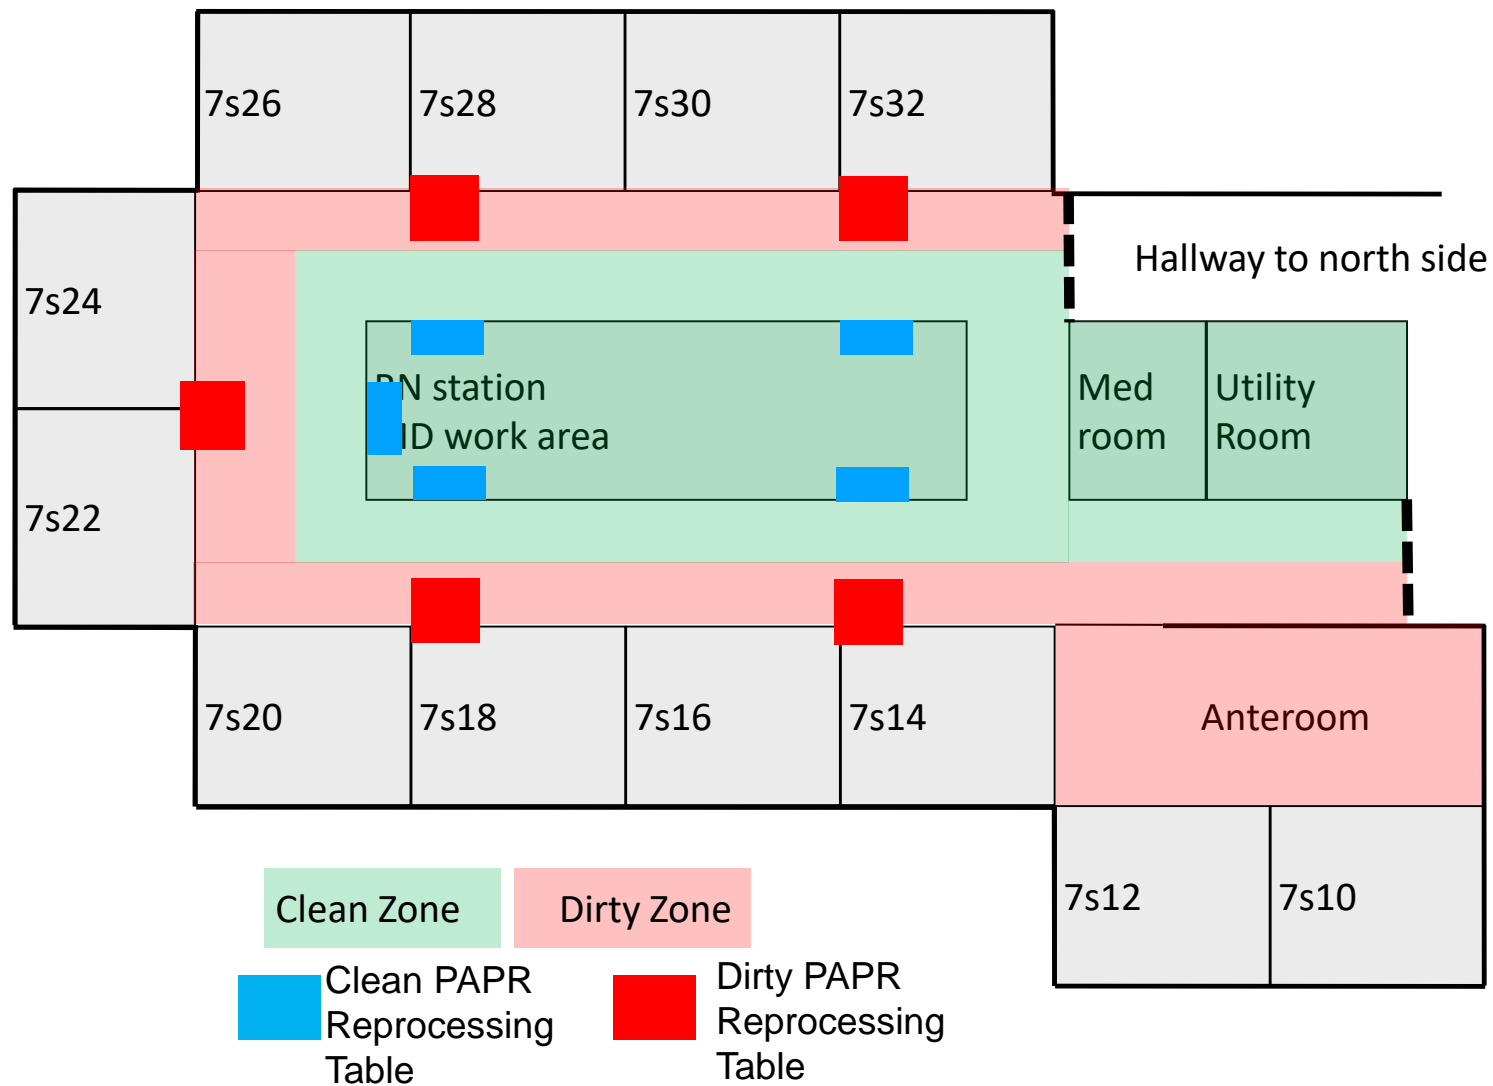 7s26
7s28
7s30
7s32
Hallway to north side
7s24
N station
D work area
Med
room
Utility
Room
7s22
7s20
7s18
7s16
7s14
Anteroom
7s12
7s10
Clean Zone
Dirty Zone
Clean PAPR
Reprocessing
Table
Dirty PAPR
Reprocessing
Table